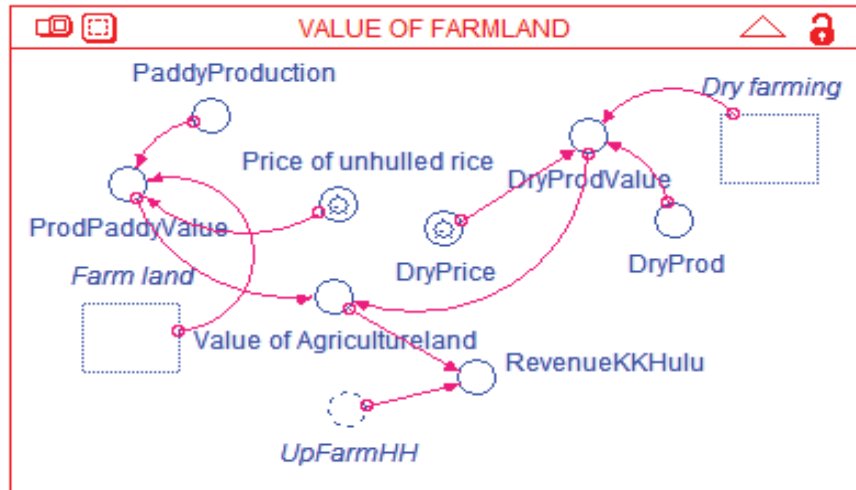 VALUE OF FARMLAND
PaddyProduction
Dry farming
Price of unhulled rice
DryProdValue
ProdPaddyValue
DryPrice
DryProd
Farm land
Value of Agricultureland
RevenueKKHulu
UpFarmHH